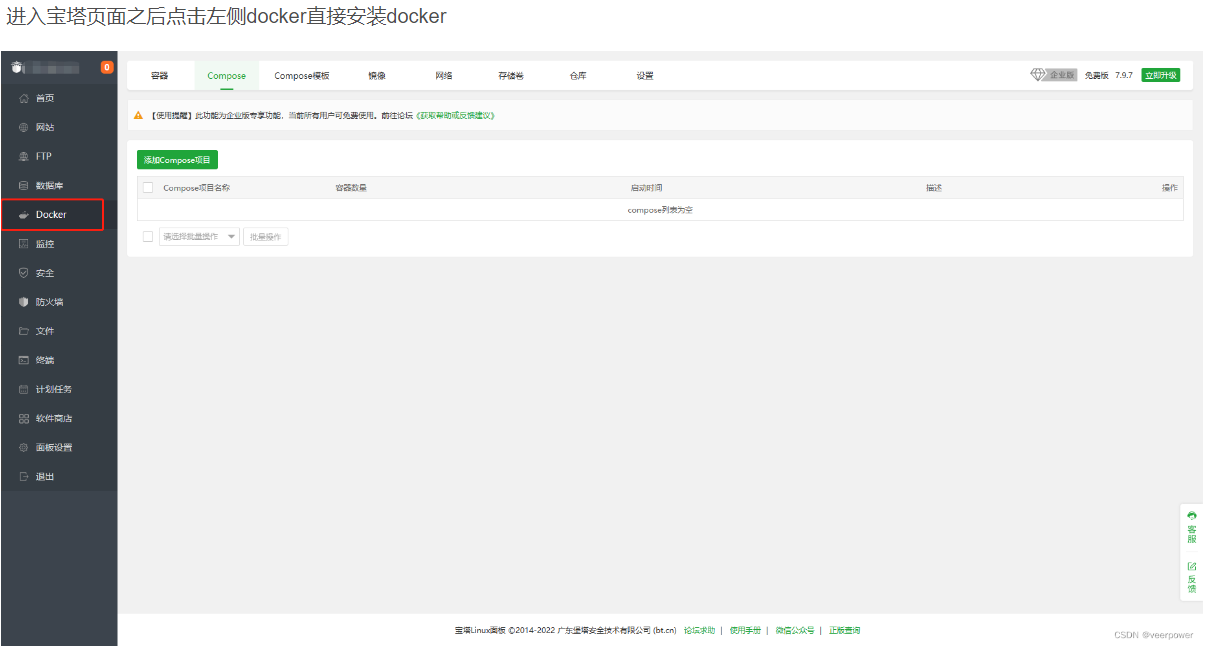 进入宝塔页面之后点击左侧docker直接安装docker
0
首页
网站
FTP
数据库
Docker
监控
安全
防火墙
文件
终端
计划任务
软件商店
面板设置
退出
容器 Compose Compose模板 镜像 网络 存储卷 仓库 设置
企业版 免费版 7.9.7 立即升级
【使用提醒】此功能为企业版专享功能，当前所有用户可免费使用。前往论坛《获取帮助或反馈建议》
添加Compose项目
Compose项目名称 容器数量 启动时间 描述 操作
compose列表为空
请选择批量操作 批量操作
客服
反馈
宝塔Linux面板 ©2014-2022 广东堡塔安全技术有限公司 (bt.cn) 论坛求助 | 使用手册 | 微信公众号 | 正版查询
CSDN @veerpower